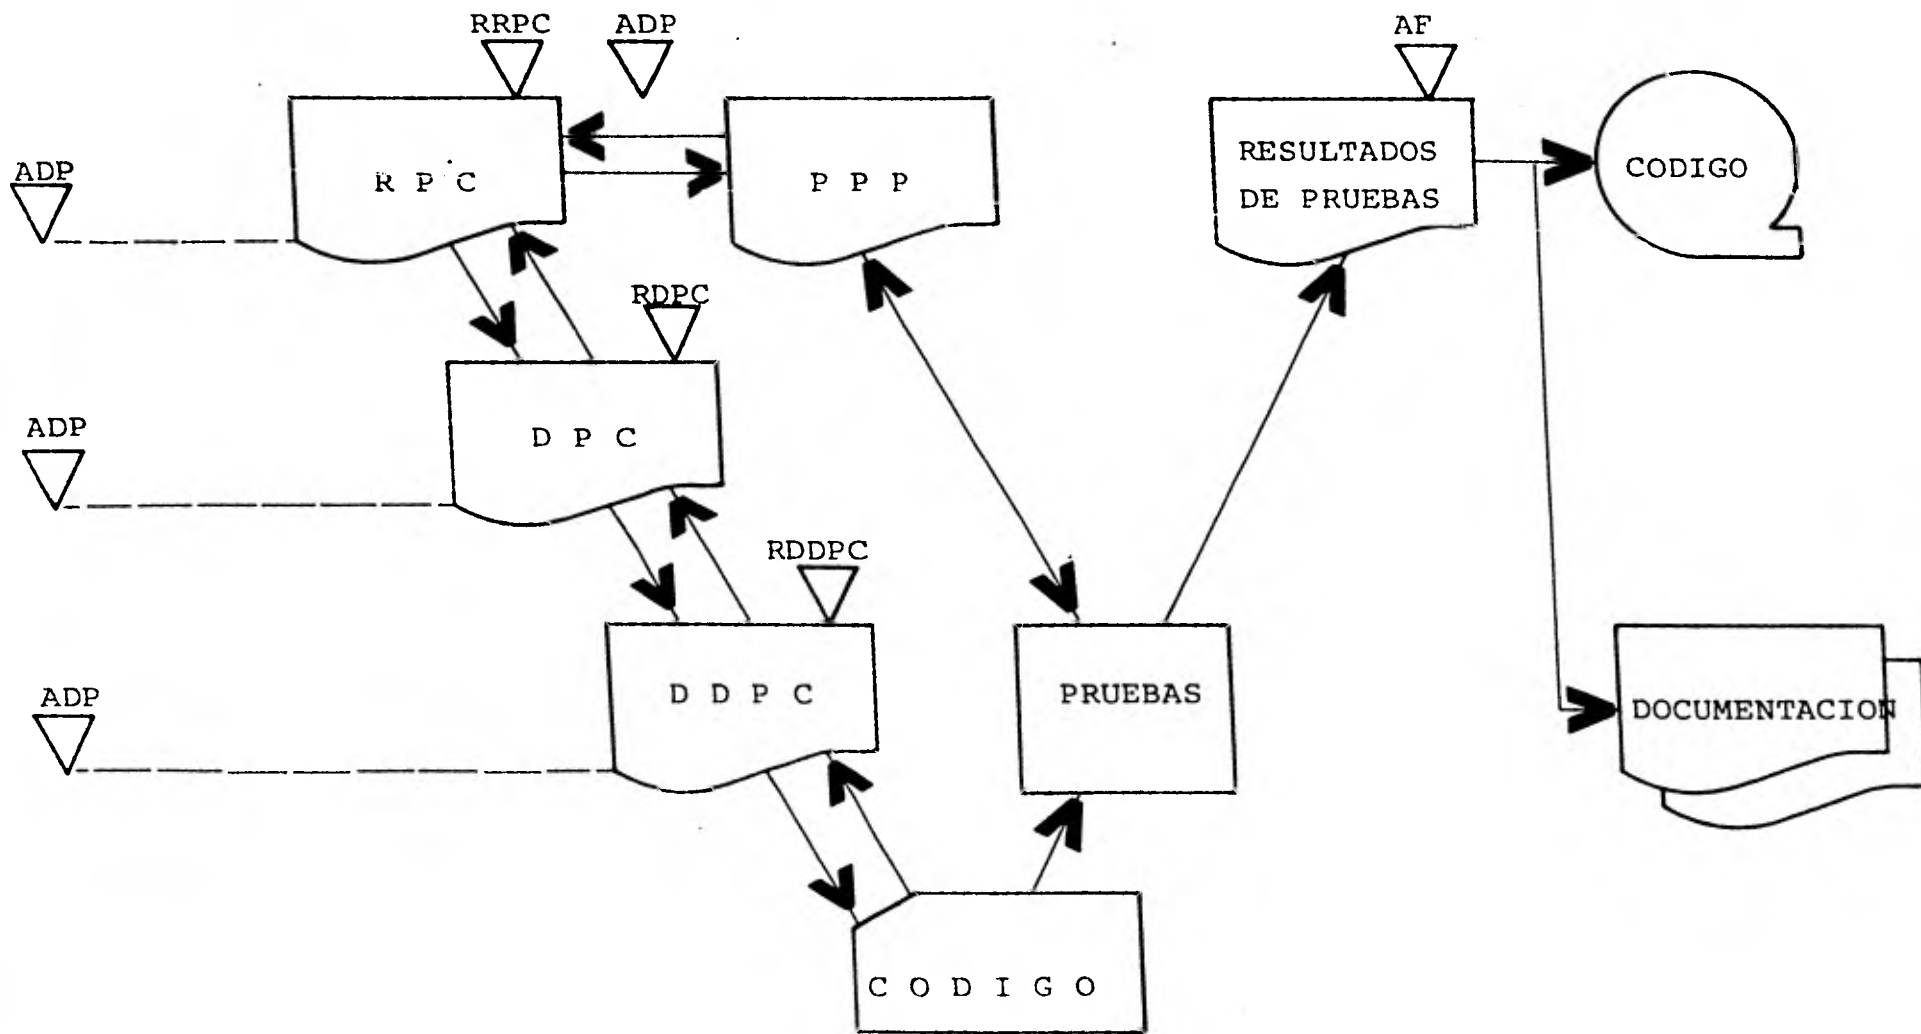 RRPC
ADP
AF
ADP
R P C
P P P
RESULTADOS
DE PRUEBAS
CODIGO
RDPC
ADP
D P C
RDDPC
ADP
D D P C
PRUEBAS
DOCUMENTACION
C O D I G O